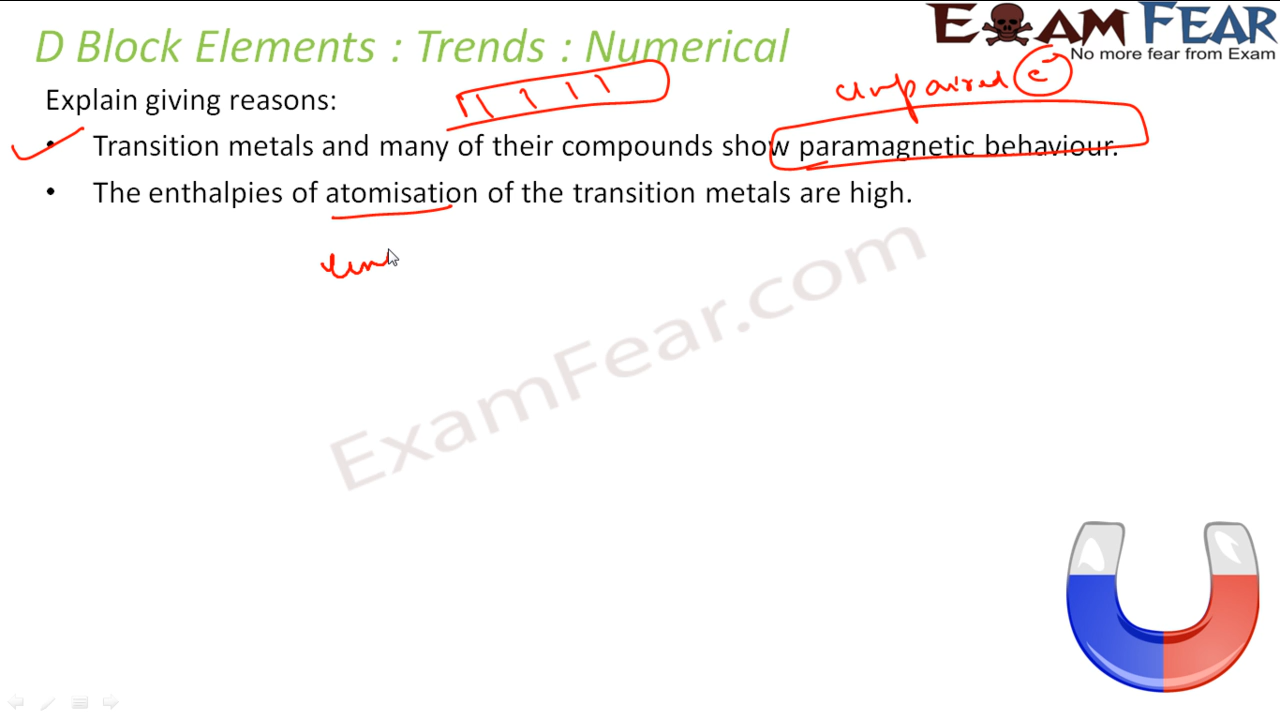 D Block Elements : Trends : Numerical
EXAM FEAR
No more fear from Exam
Explain giving reasons:
unpaired e⁻
• Transition metals and many of their compounds show paramagnetic behaviour.
• The enthalpies of atomisation of the transition metals are high.
ExamFear.com